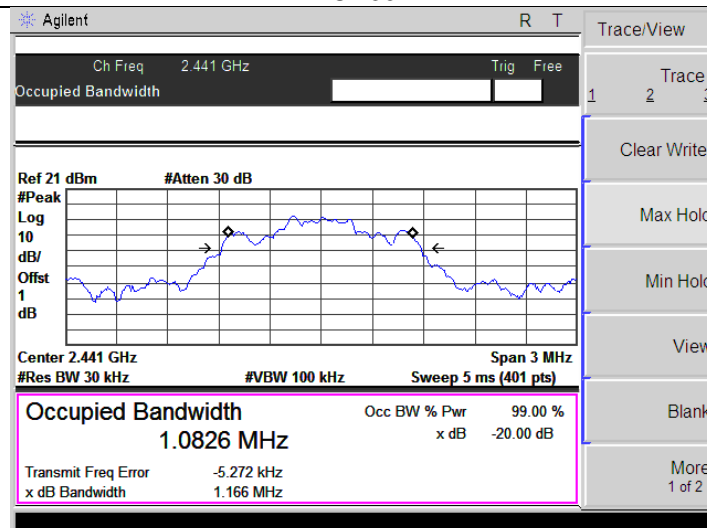 Agilent R T
Trace/View
Ch Freq 2.441 GHz Trig Free
Occupied Bandwidth
Trace
1 2
Clear Write
Ref 21 dBm #Atten 30 dB
#Peak
Log
10
dB/
Offst
1
dB
Max Hold
Min Hold
View
Center 2.441 GHz Span 3 MHz
#Res BW 30 kHz #VBW 100 kHz Sweep 5 ms (401 pts)
Occupied Bandwidth Occ BW % Pwr 99.00 %
1.0826 MHz x dB -20.00 dB
Blank
Transmit Freq Error -5.272 kHz
x dB Bandwidth 1.166 MHz
More
1 of 2